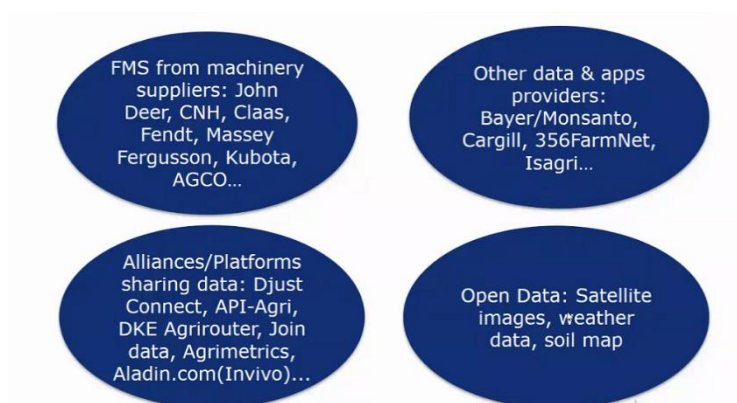 FMS from machinery
suppliers: John
Deer, CNH, Claas,
Fendt, Massey
Fergusson, Kubota,
AGCO...
Other data & apps
providers:
Bayer/Monsanto,
Cargill, 356FarmNet,
Isagri...
Alliances/Platforms
sharing data: Djust
Connect, API-Agri,
DKE Agrirouter, Join
data, Agrimetrics,
Aladin.com(Invivo)...
Open Data: Satellite
images, weather
data, soil map